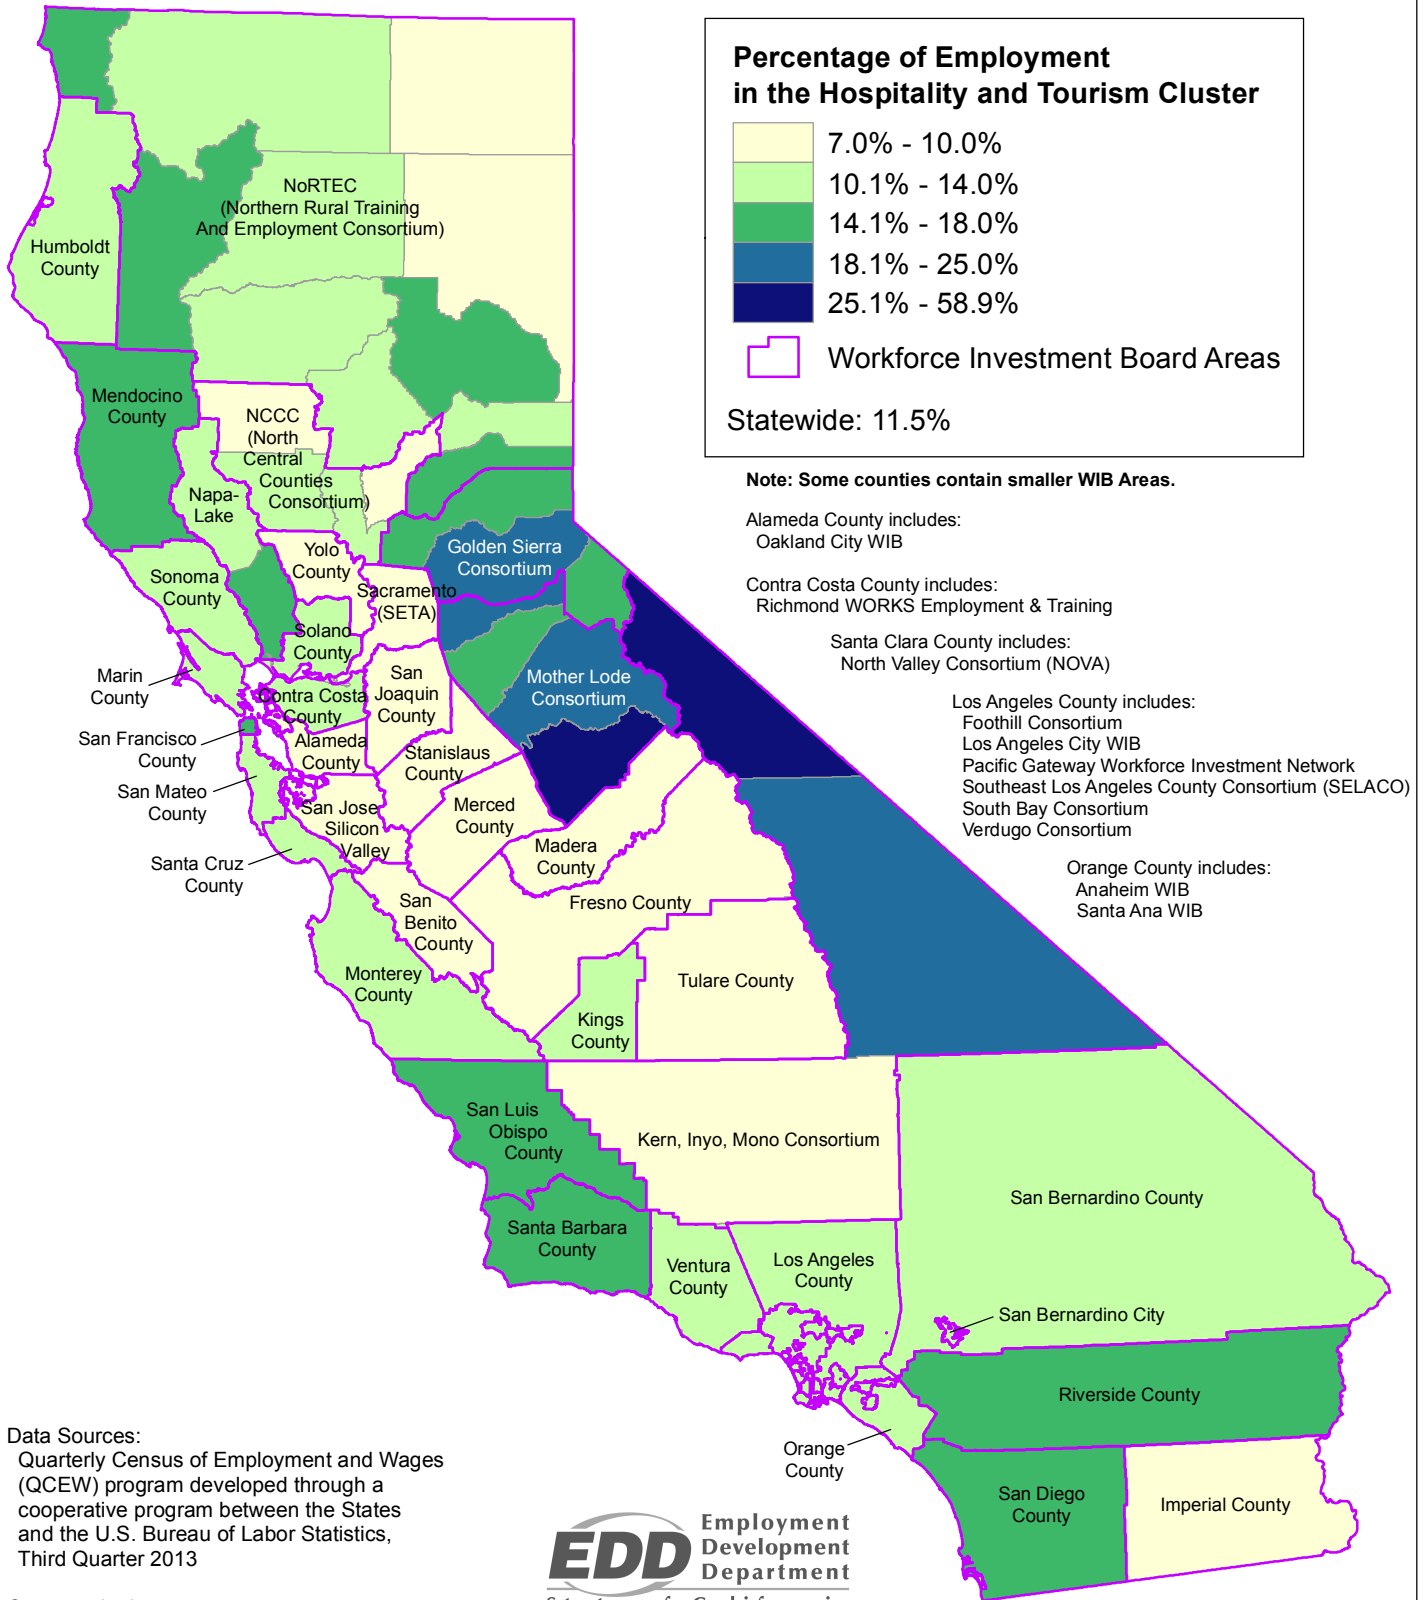 Percentage of Employment
in the Hospitality and Tourism Cluster
7.0% - 10.0%
10.1% - 14.0%
14.1% - 18.0%
18.1% - 25.0%
25.1% - 58.9%
Workforce Investment Board Areas
Statewide: 11.5%
Note: Some counties contain smaller WIB Areas.
Alameda County includes:
Oakland City WIB
Contra Costa County includes:
Richmond WORKS Employment & Training
Santa Clara County includes:
North Valley Consortium (NOVA)
Los Angeles County includes:
Foothill Consortium
Los Angeles City WIB
Pacific Gateway Workforce Investment Network
Southeast Los Angeles County Consortium (SELACO)
South Bay Consortium
Verdugo Consortium
Orange County includes:
Anaheim WIB
Santa Ana WIB
NoRTEC
(Northern Rural Training
And Employment Consortium)
Humboldt
County
Mendocino
County
NCCC
(North
Central
Counties
Consortium)
Napa-
Lake
Yolo
County
Golden Sierra
Consortium
Sonoma
County
Sacramento
(SETA)
Solano
County
Marin
County
Contra Costa
County
San
Joaquin
County
Mother Lode
Consortium
San Francisco
County
Alameda
County
Stanislaus
County
San Mateo
County
San Jose
Silicon
Valley
Merced
County
Santa Cruz
County
Madera
County
San
Benito
County
Fresno County
Monterey
County
Tulare County
Kings
County
San Luis
Obispo
County
Kern, Inyo, Mono Consortium
San Bernardino County
Santa Barbara
County
Ventura
County
Los Angeles
County
San Bernardino City
Riverside County
Orange
County
San Diego
County
Imperial County
Data Sources:
Quarterly Census of Employment and Wages
(QCEW) program developed through a
cooperative program between the States
and the U.S. Bureau of Labor Statistics,
Third Quarter 2013
EDD
Employment
Development
Department